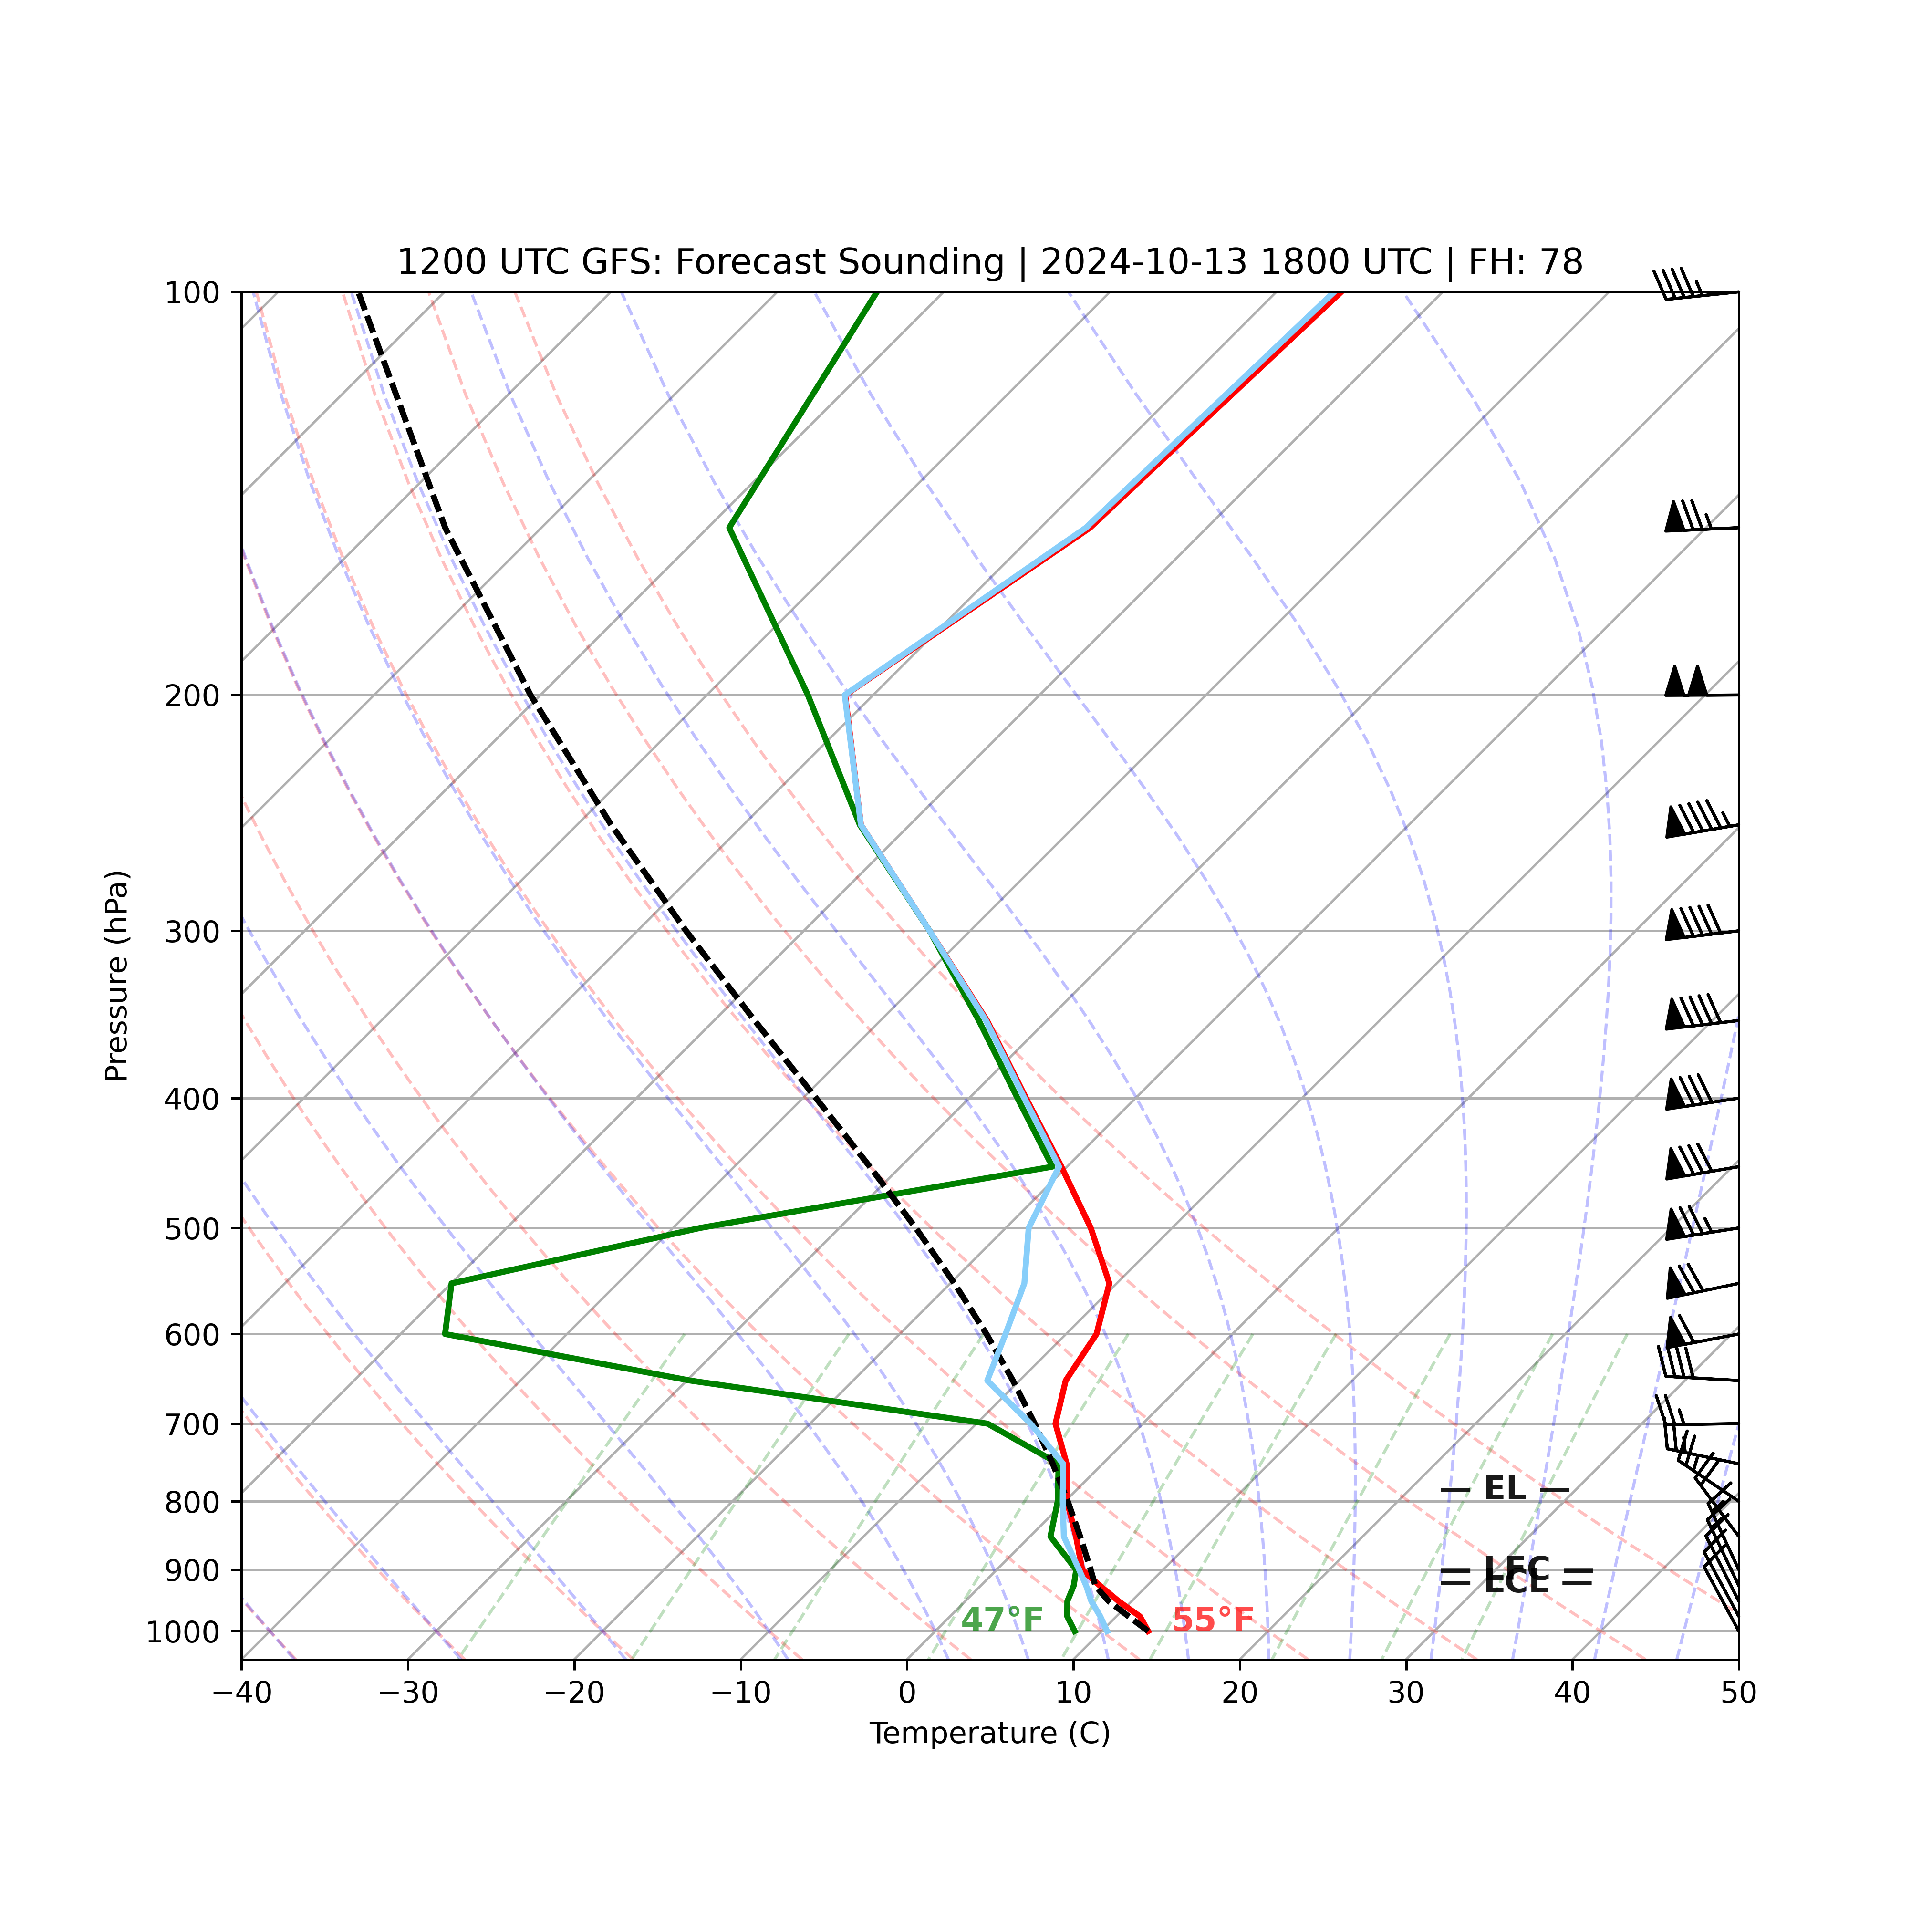 1200 UTC GFS: Forecast Sounding | 2024-10-13 1800 UTC | FH: 78
100
200
300
400
500
600
700
800
900
1000
Pressure (hPa)
— EL —
= LFC =
= LCL =
47°F
55°F
−40 −30 −20 −10 0 10 20 30 40 50
Temperature (C)